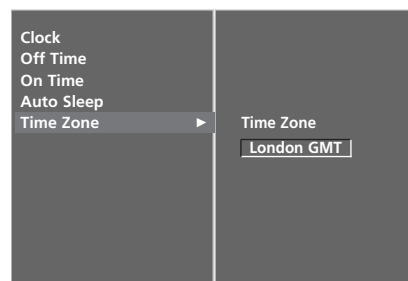 Clock
Off Time
On Time
Auto Sleep
Time Zone ►
Time Zone
London GMT